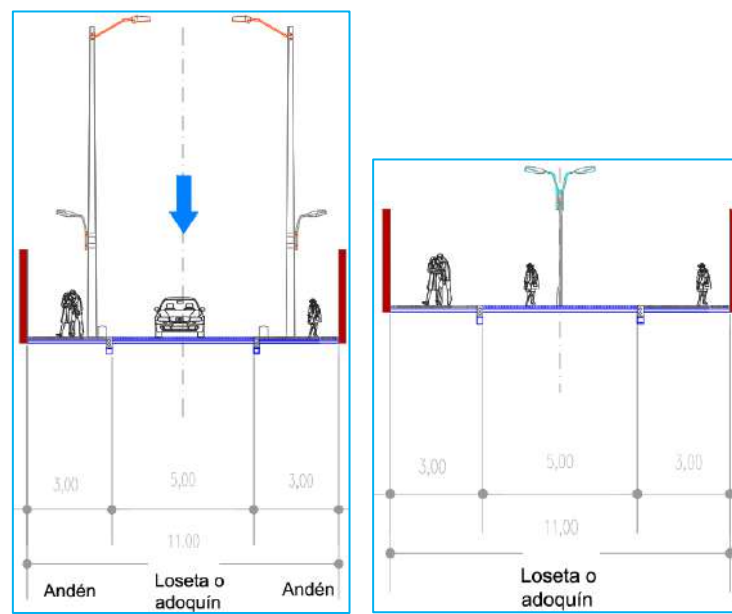 3,00 5,00 3,00
11.00
Andén Loseta o adoquín Andén
3,00 5,00 3,00
11,00
Loseta o
adoquín